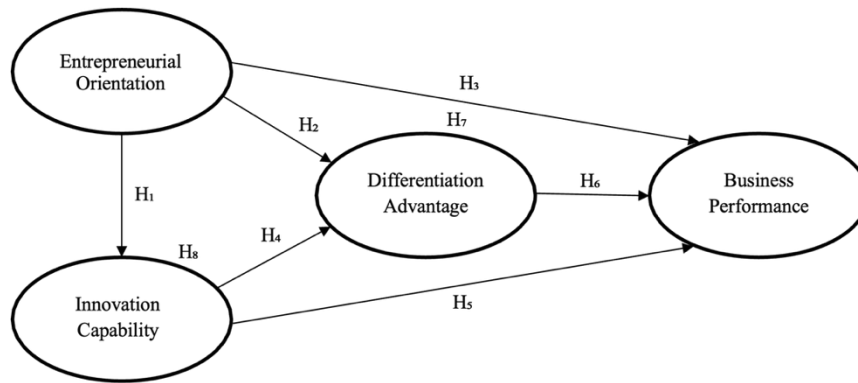 Entrepreneurial
Orientation
H₃
H₂
H₇
Differentiation
Advantage
H₆
Business
Performance
H₁
H₄
H₈
Innovation
Capability
H₅